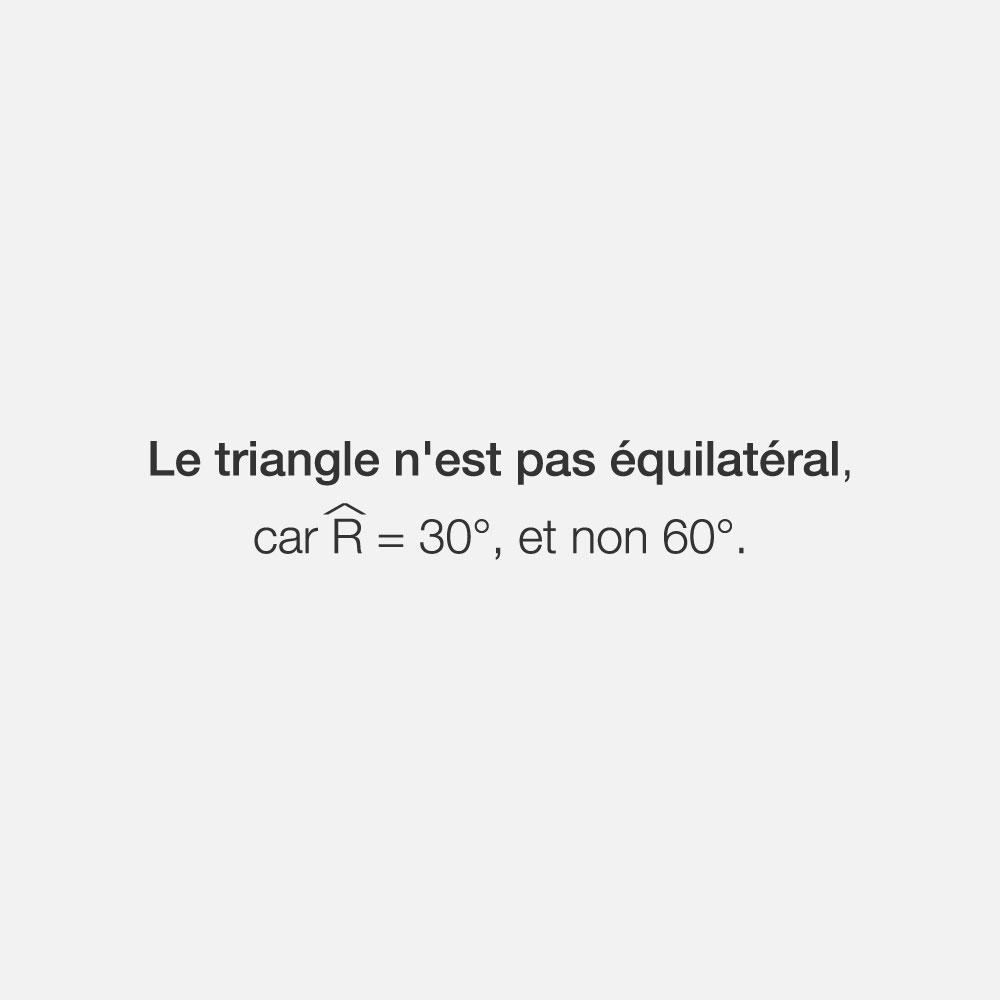 Le triangle n'est pas équilatéral,
car R̂ = 30°, et non 60°.